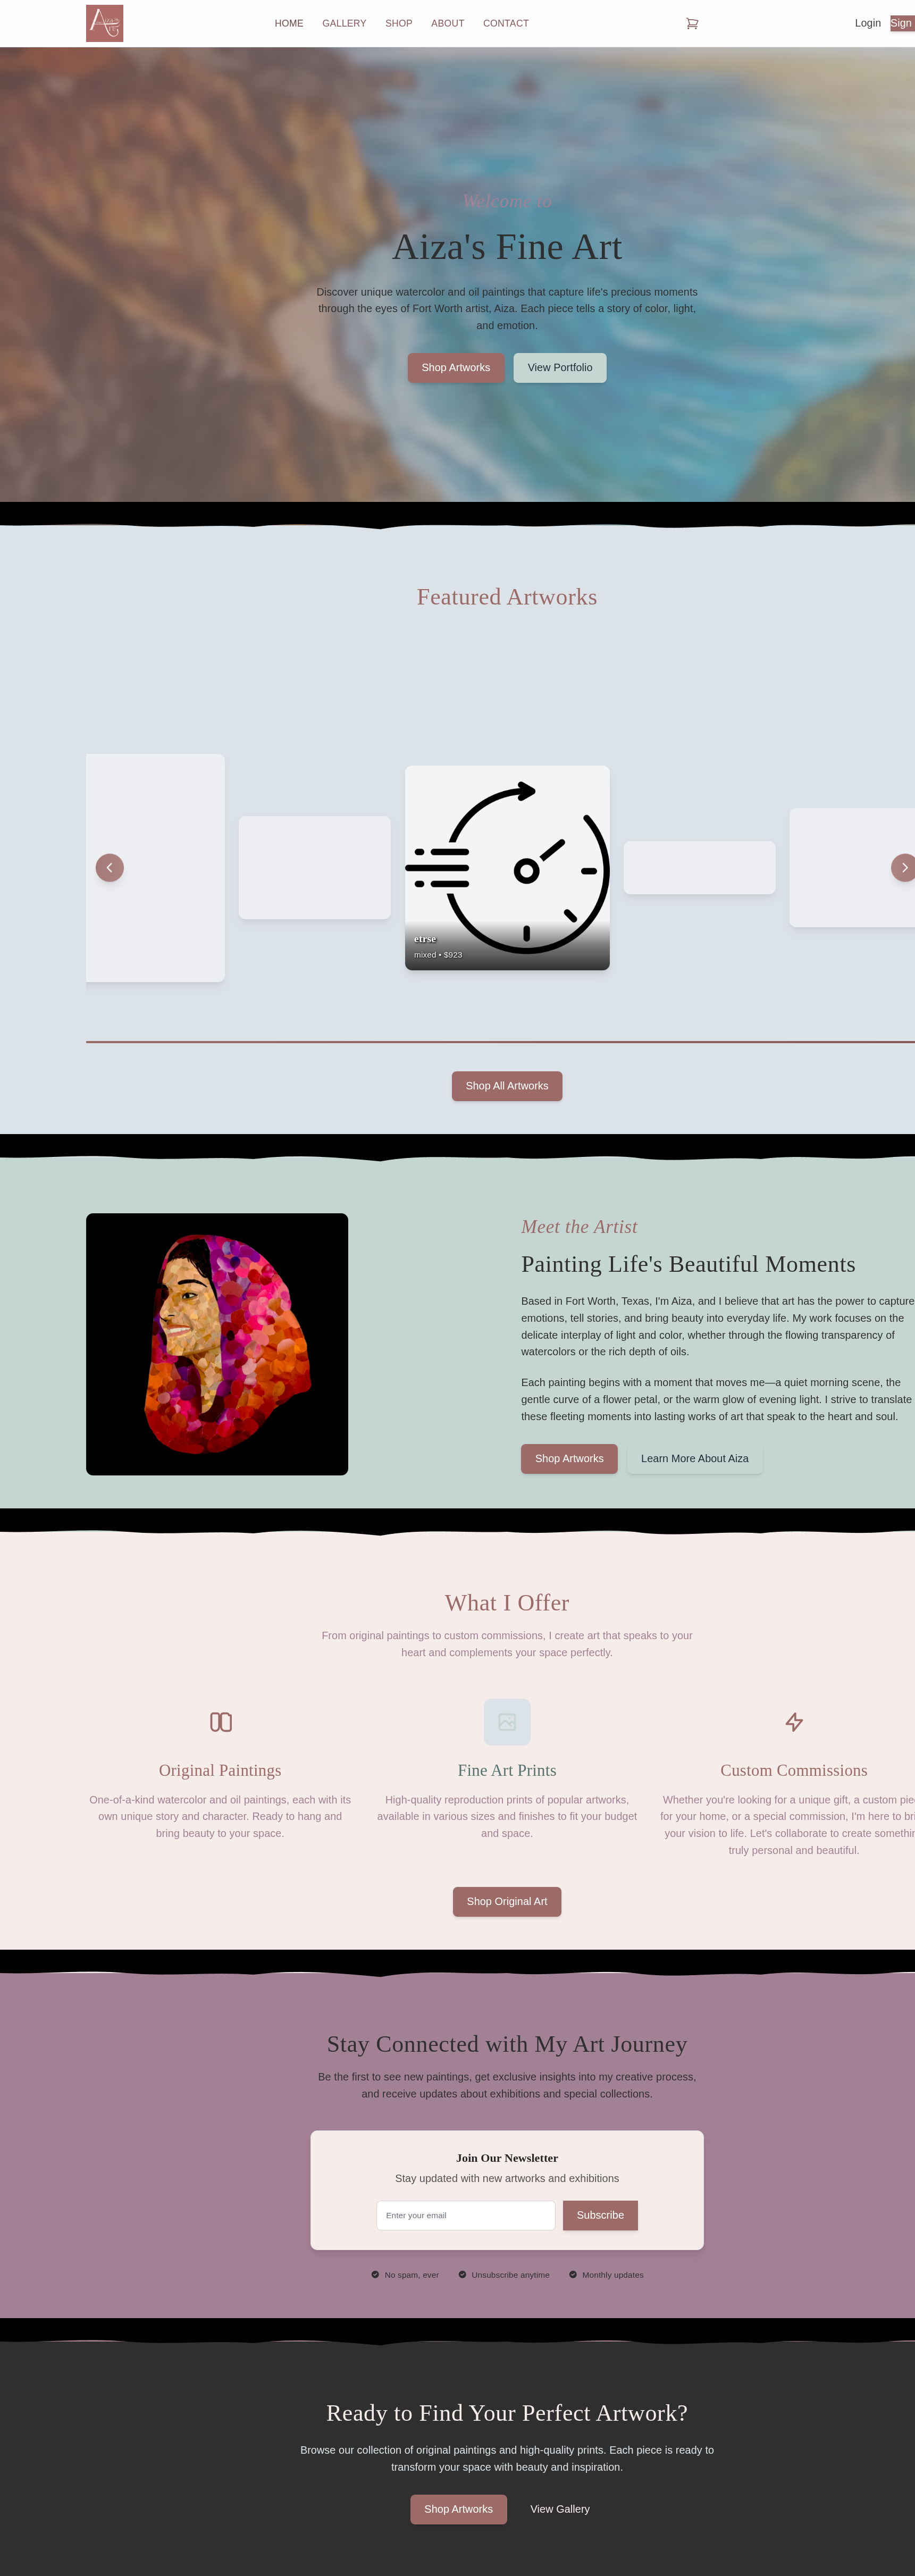 HOME GALLERY SHOP ABOUT CONTACT
Login Sign
Welcome to
Aiza's Fine Art
Discover unique watercolor and oil paintings that capture life's precious moments
through the eyes of Fort Worth artist, Aiza. Each piece tells a story of color, light,
and emotion.
Shop Artworks View Portfolio
Featured Artworks
etrse
mixed • $923
Shop All Artworks
Meet the Artist
Painting Life's Beautiful Moments
Based in Fort Worth, Texas, I'm Aiza, and I believe that art has the power to capture
emotions, tell stories, and bring beauty into everyday life. My work focuses on the
delicate interplay of light and color, whether through the flowing transparency of
watercolors or the rich depth of oils.
Each painting begins with a moment that moves me—a quiet morning scene, the
gentle curve of a flower petal, or the warm glow of evening light. I strive to translate
these fleeting moments into lasting works of art that speak to the heart and soul.
Shop Artworks Learn More About Aiza
What I Offer
From original paintings to custom commissions, I create art that speaks to your
heart and complements your space perfectly.
Original Paintings
One-of-a-kind watercolor and oil paintings, each with its
own unique story and character. Ready to hang and
bring beauty to your space.
Fine Art Prints
High-quality reproduction prints of popular artworks,
available in various sizes and finishes to fit your budget
and space.
Custom Commissions
Whether you're looking for a unique gift, a custom pie
for your home, or a special commission, I'm here to bri
your vision to life. Let's collaborate to create somethin
truly personal and beautiful.
Shop Original Art
Stay Connected with My Art Journey
Be the first to see new paintings, get exclusive insights into my creative process,
and receive updates about exhibitions and special collections.
Join Our Newsletter
Stay updated with new artworks and exhibitions
Enter your email Subscribe
No spam, ever Unsubscribe anytime Monthly updates
Ready to Find Your Perfect Artwork?
Browse our collection of original paintings and high-quality prints. Each piece is ready to
transform your space with beauty and inspiration.
Shop Artworks View Gallery